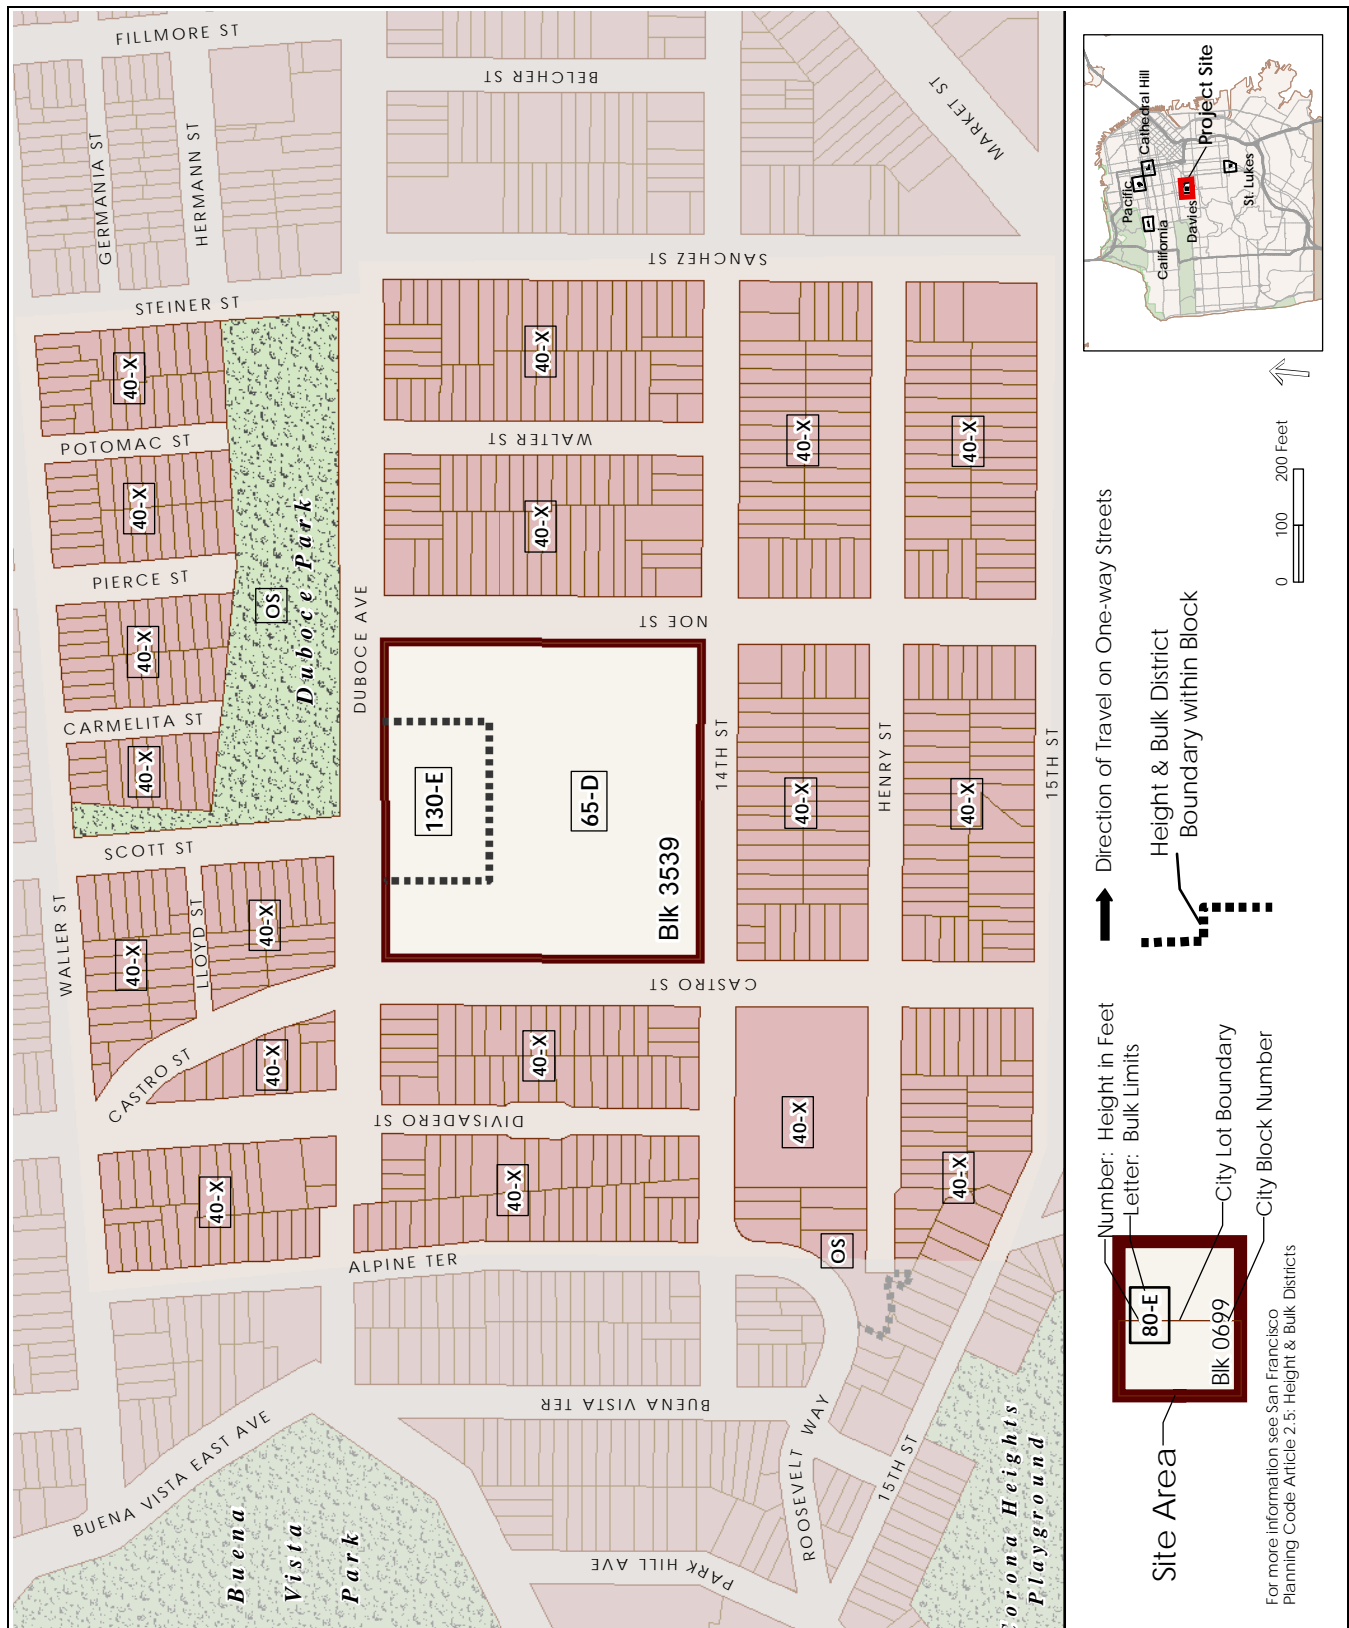 FILLMORE ST
GERMANIA ST
HERMANN ST
BELCHER ST
MARKET ST
SANCHEZ ST
STEINER ST
40-X
POTOMAC ST
40-X
PIERCE ST
40-X
CARMELITA ST
40-X
OS
Duboce Park
DUBOCE AVE
40-X
WALTER ST
40-X
NOE ST
40-X
40-X
130-E
65-D
Blk 3539
14TH ST
40-X
HENRY ST
40-X
15TH ST
SCOTT ST
WALLER ST
LLOYD ST
40-X
40-X
CASTRO ST
40-X
CASTRO ST
40-X
DIVISADERO ST
40-X
40-X
40-X
40-X
OS
ALPINE TER
BUENA VISTA TER
BUENA VISTA EAST AVE
Buena
Vista
Park
ROOSEVELT WAY
15TH ST
PARK HILL AVE
Corona Heights
Playground
Pacific
Cathedral Hill
California
Davies
Project Site
St. Lukes
0 100 200 Feet
Direction of Travel on One-way Streets
Height & Bulk District
Boundary within Block
Number: Height in Feet
Letter: Bulk Limits
City Lot Boundary
City Block Number
80-E
Blk 0699
Site Area
For more information see San Francisco
Planning Code Article 2.5: Height & Bulk Districts